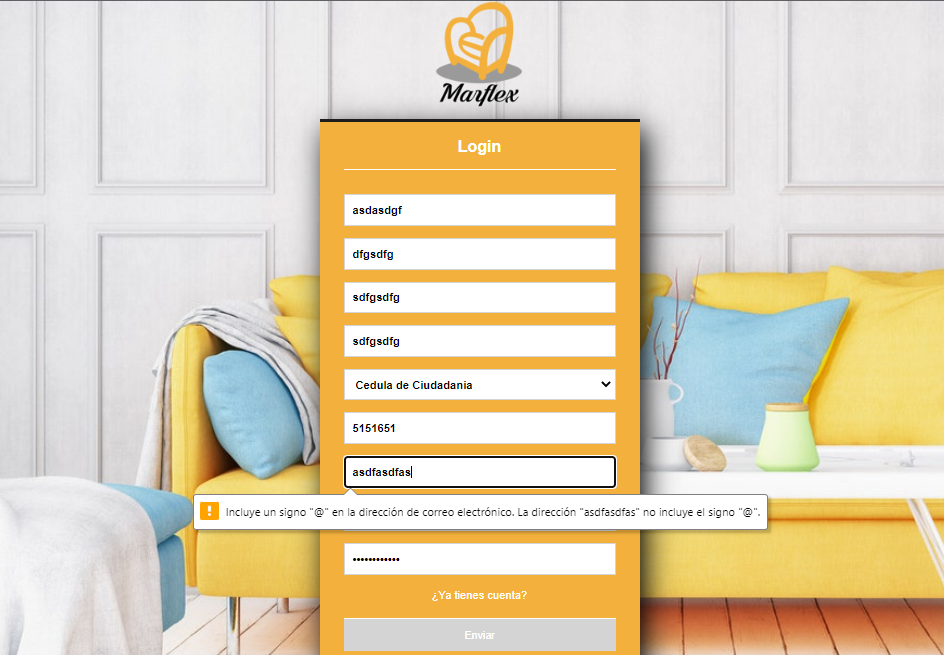 Marflex
Login
asdasdgf
dfgsdfg
sdfgsdfg
sdfgsdfg
Cedula de Ciudadania
5151651
asdfasdfas
Incluye un signo "@" en la dirección de correo electrónico. La dirección "asdfasdfas" no incluye el signo "@".
••••••••••••
¿Ya tienes cuenta?
Enviar